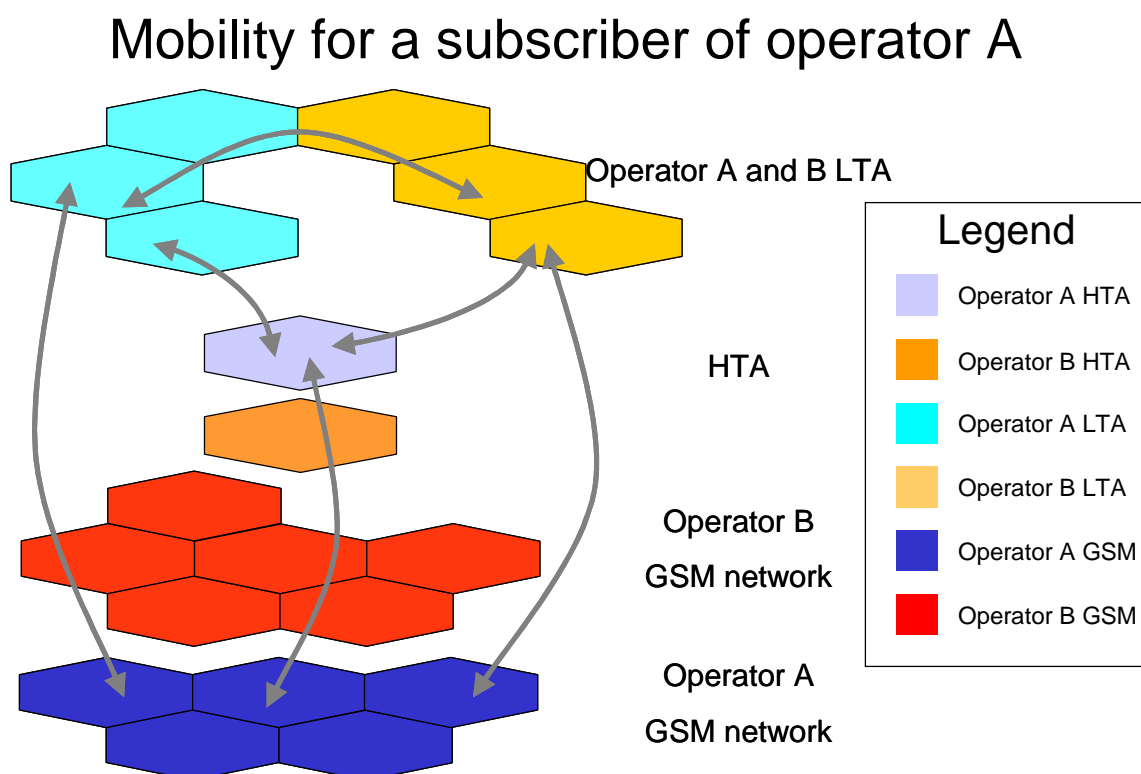 Mobility for a subscriber of operator A
Operator A and B LTA
HTA
Operator B
GSM network
Operator A
GSM network
Legend
Operator A HTA
Operator B HTA
Operator A LTA
Operator B LTA
Operator A GSM
Operator B GSM